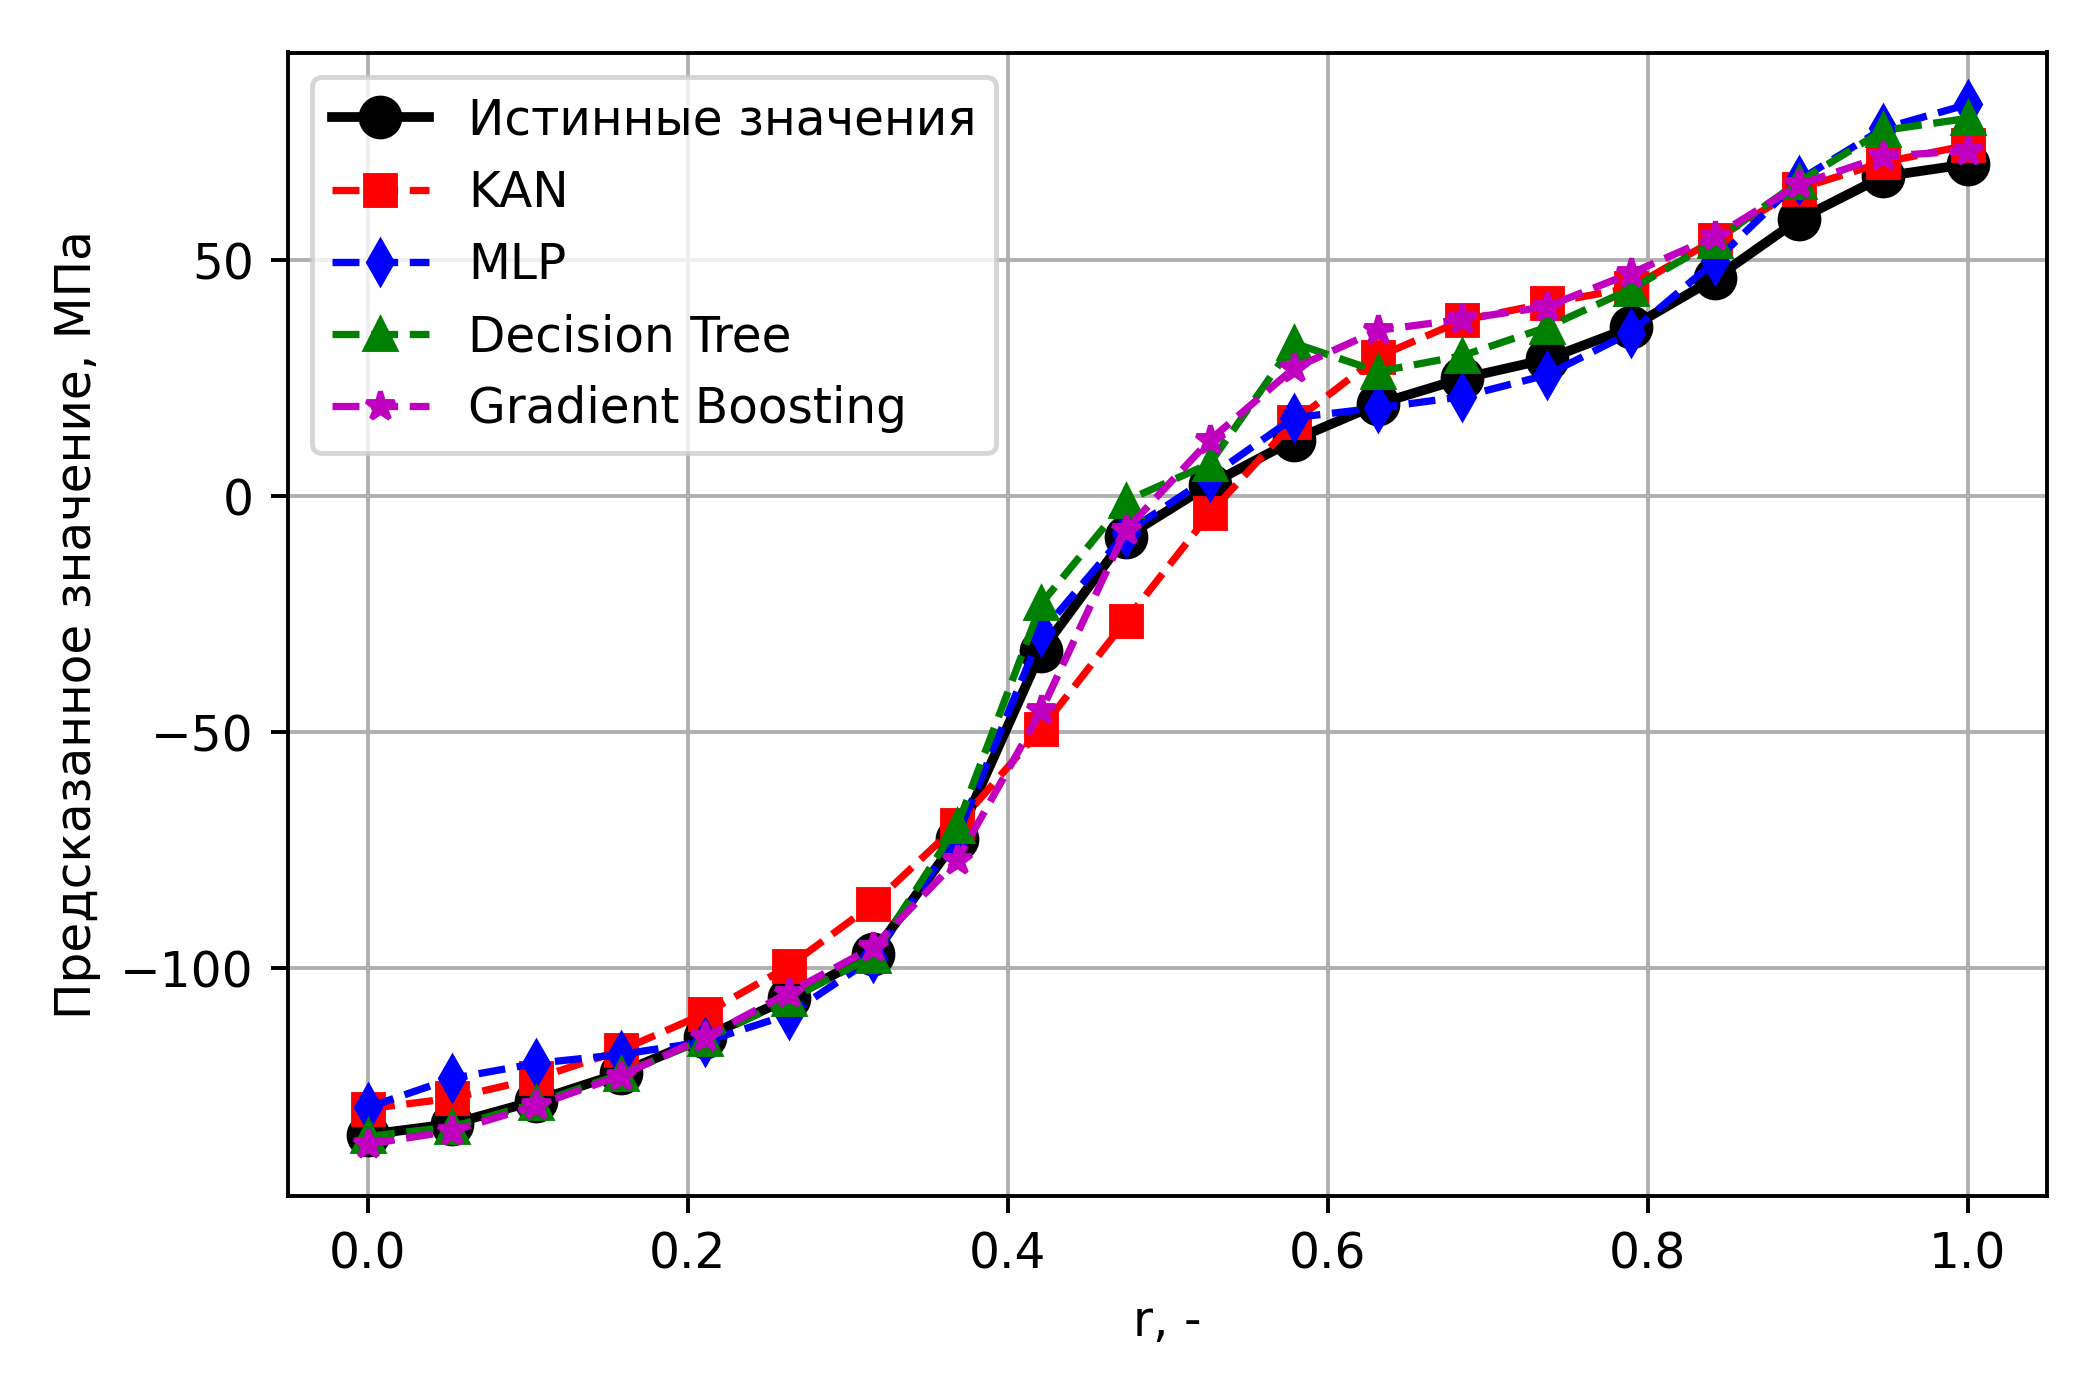 Истинные значения
KAN
MLP
Decision Tree
Gradient Boosting
Предсказанное значение, МПа
50
0
−50
−100
0.0 0.2 0.4 0.6 0.8 1.0
r, -